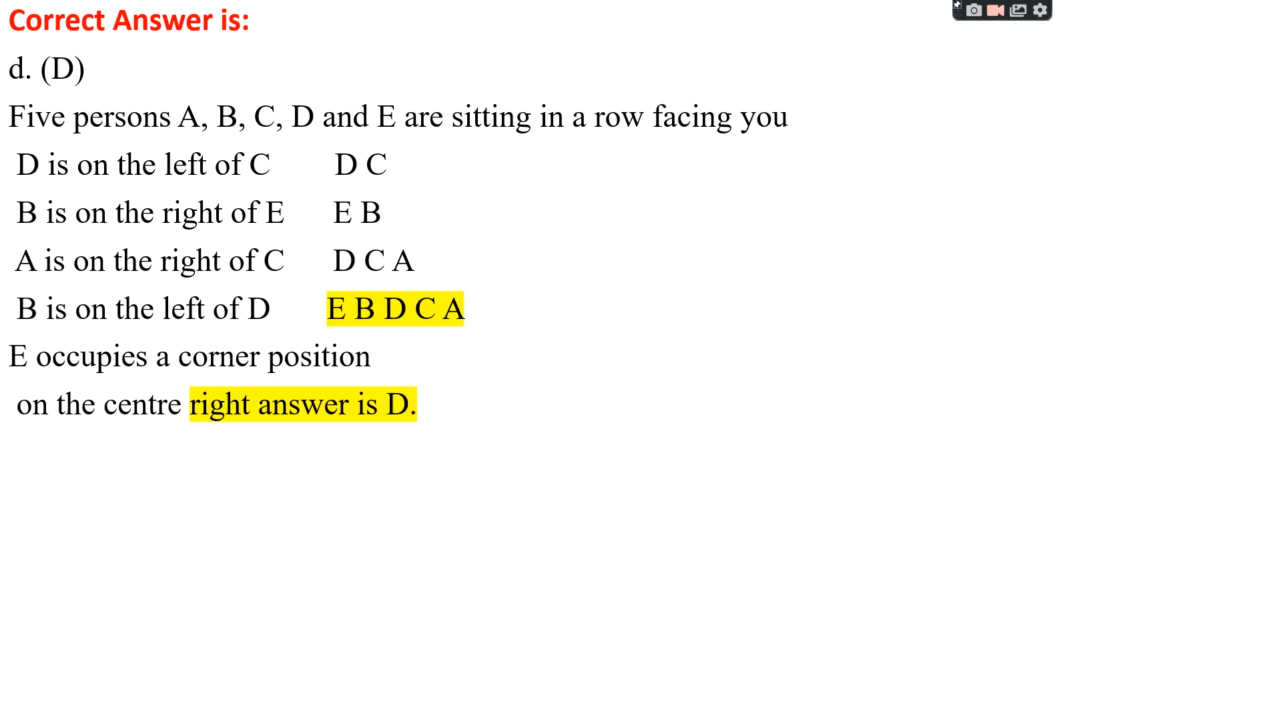 Correct Answer is:
d. (D)
Five persons A, B, C, D and E are sitting in a row facing you
D is on the left of C D C
B is on the right of E E B
A is on the right of C D C A
B is on the left of D E B D C A
E occupies a corner position
on the centre right answer is D.